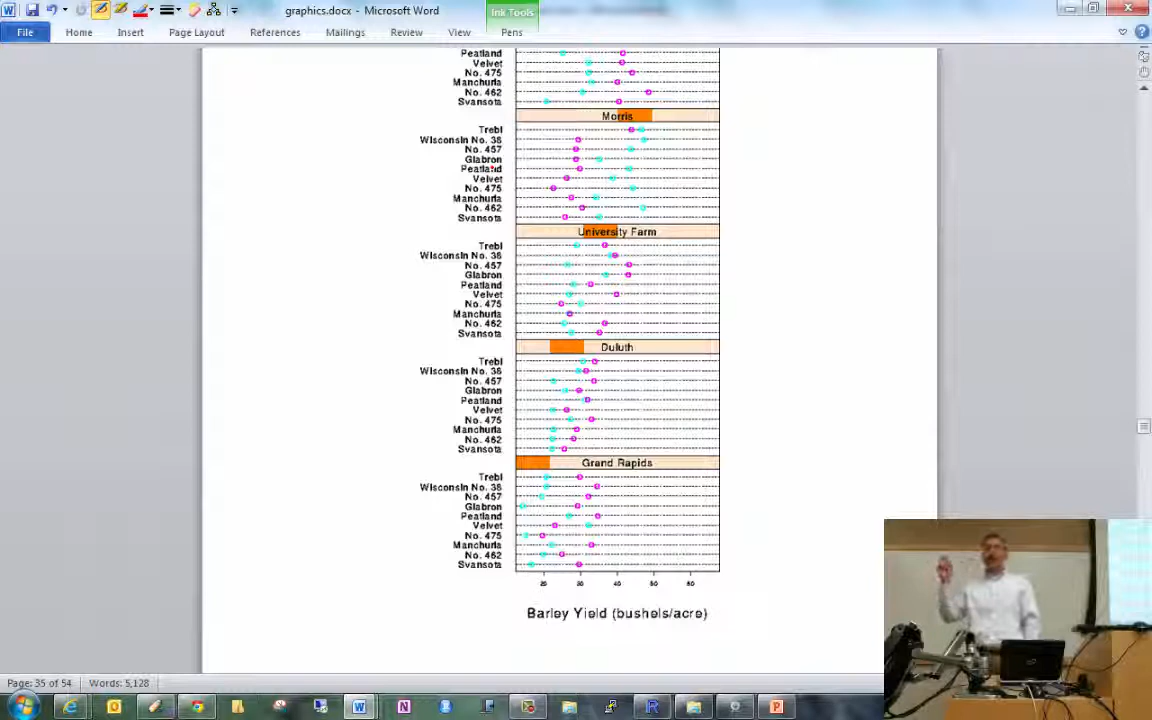 graphics.docx - Microsoft Word
Ink Tools
File Home Insert Page Layout References Mailings Review View Pens
Peatland
Velvet
No. 475
Manchuria
No. 462
Svansota
Morris
Trebi
Wisconsin No. 38
No. 457
Glabron
Peatland
Velvet
No. 475
Manchuria
No. 462
Svansota
University Farm
Trebi
Wisconsin No. 38
No. 457
Glabron
Peatland
Velvet
No. 475
Manchuria
No. 462
Svansota
Duluth
Trebi
Wisconsin No. 38
No. 457
Glabron
Peatland
Velvet
No. 475
Manchuria
No. 462
Svansota
Grand Rapids
Trebi
Wisconsin No. 38
No. 457
Glabron
Peatland
Velvet
No. 475
Manchuria
No. 462
Svansota
20 30 40 50 60
Barley Yield (bushels/acre)
Page: 35 of 54 Words: 5,128